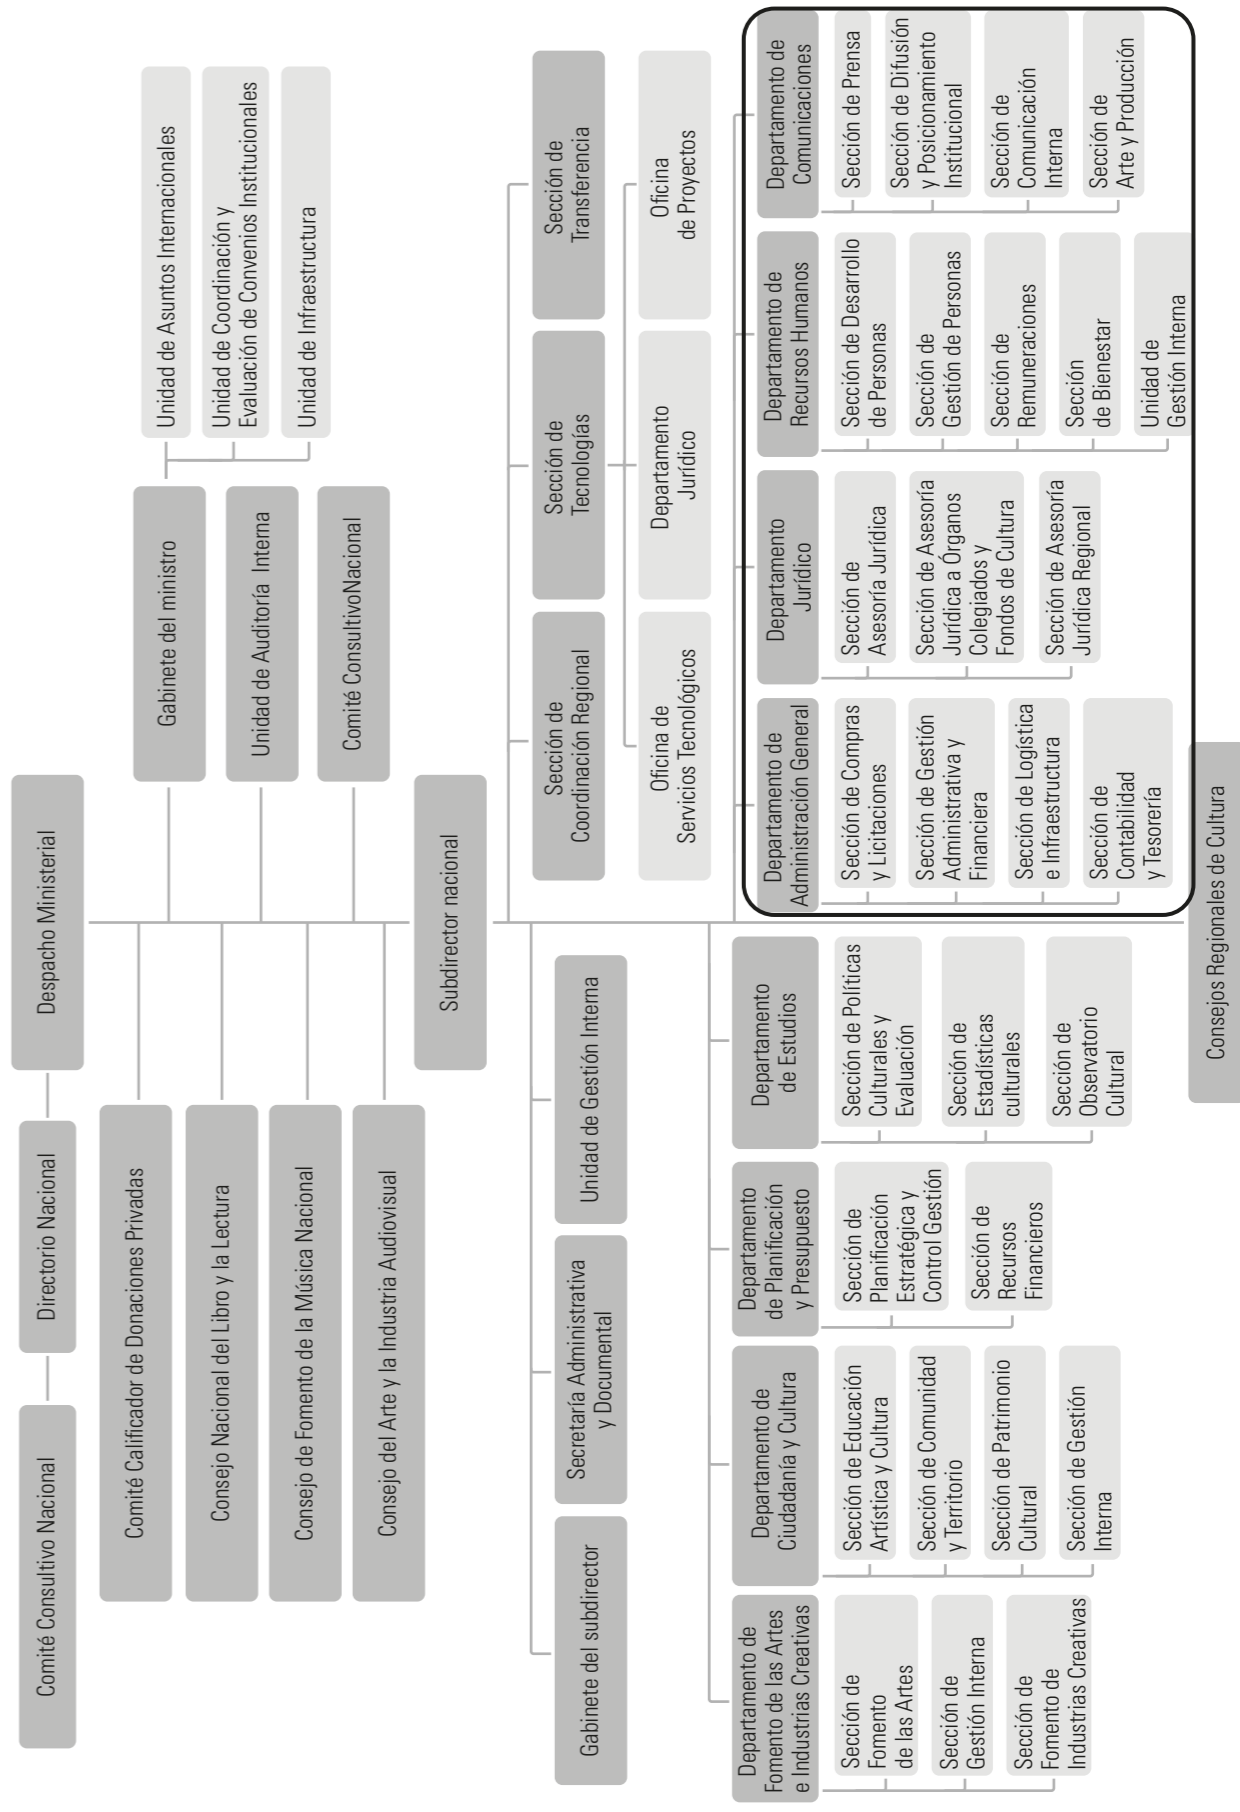 Comité Consultivo Nacional
Directorio Nacional
Despacho Ministerial
Comité Calificador de Donaciones Privadas
Consejo Nacional del Libro y la Lectura
Consejo de Fomento de la Música Nacional
Consejo del Arte y la Industria Audiovisual
Gabinete del ministro
Unidad de Auditoría Interna
Comité ConsultivoNacional
Unidad de Asuntos Internacionales
Unidad de Coordinación y
Evaluación de Convenios Institucionales
Unidad de Infraestructura
Subdirector nacional
Gabinete del subdirector
Secretaría Administrativa
y Documental
Unidad de Gestión Interna
Sección de
Coordinación Regional
Sección de
Tecnologías
Sección de
Transferencia
Oficina de
Servicios Tecnológicos
Departamento
Jurídico
Oficina
de Proyectos
Departamento de
Fomento de las Artes
e Industrias Creativas
Sección de
Fomento
de las Artes
Sección de
Gestión Interna
Sección de
Fomento de
Industrias Creativas
Departamento de
Ciudadanía y Cultura
Sección de Educación
Artística y Cultura
Sección de Comunidad
y Territorio
Sección de Patrimonio
Cultural
Sección de Gestión
Interna
Departamento
de Planificación
y Presupuesto
Sección de
Planificación
Estratégica y
Control Gestión
Sección de
Recursos
Financieros
Departamento
de Estudios
Sección de Políticas
Culturales y
Evaluación
Sección de
Estadísticas
culturales
Sección de
Observatorio
Cultural
Departamento de
Administración General
Sección de Compras
y Licitaciones
Sección de Gestión
Administrativa y
Financiera
Sección de Logística
e Infraestructura
Sección de
Contabilidad
y Tesorería
Departamento
Jurídico
Sección de
Asesoría Jurídica
Sección de Asesoría
Jurídica a Órganos
Colegiados y
Fondos de Cultura
Sección de Asesoría
Jurídica Regional
Departamento de
Recursos Humanos
Sección de Desarrollo
de Personas
Sección de
Gestión de Personas
Sección de
Remuneraciones
Sección
de Bienestar
Unidad de
Gestión Interna
Departamento de
Comunicaciones
Sección de Prensa
Sección de Difusión
y Posicionamiento
Institucional
Sección de
Comunicación
Interna
Sección de
Arte y Producción
Consejos Regionales de Cultura